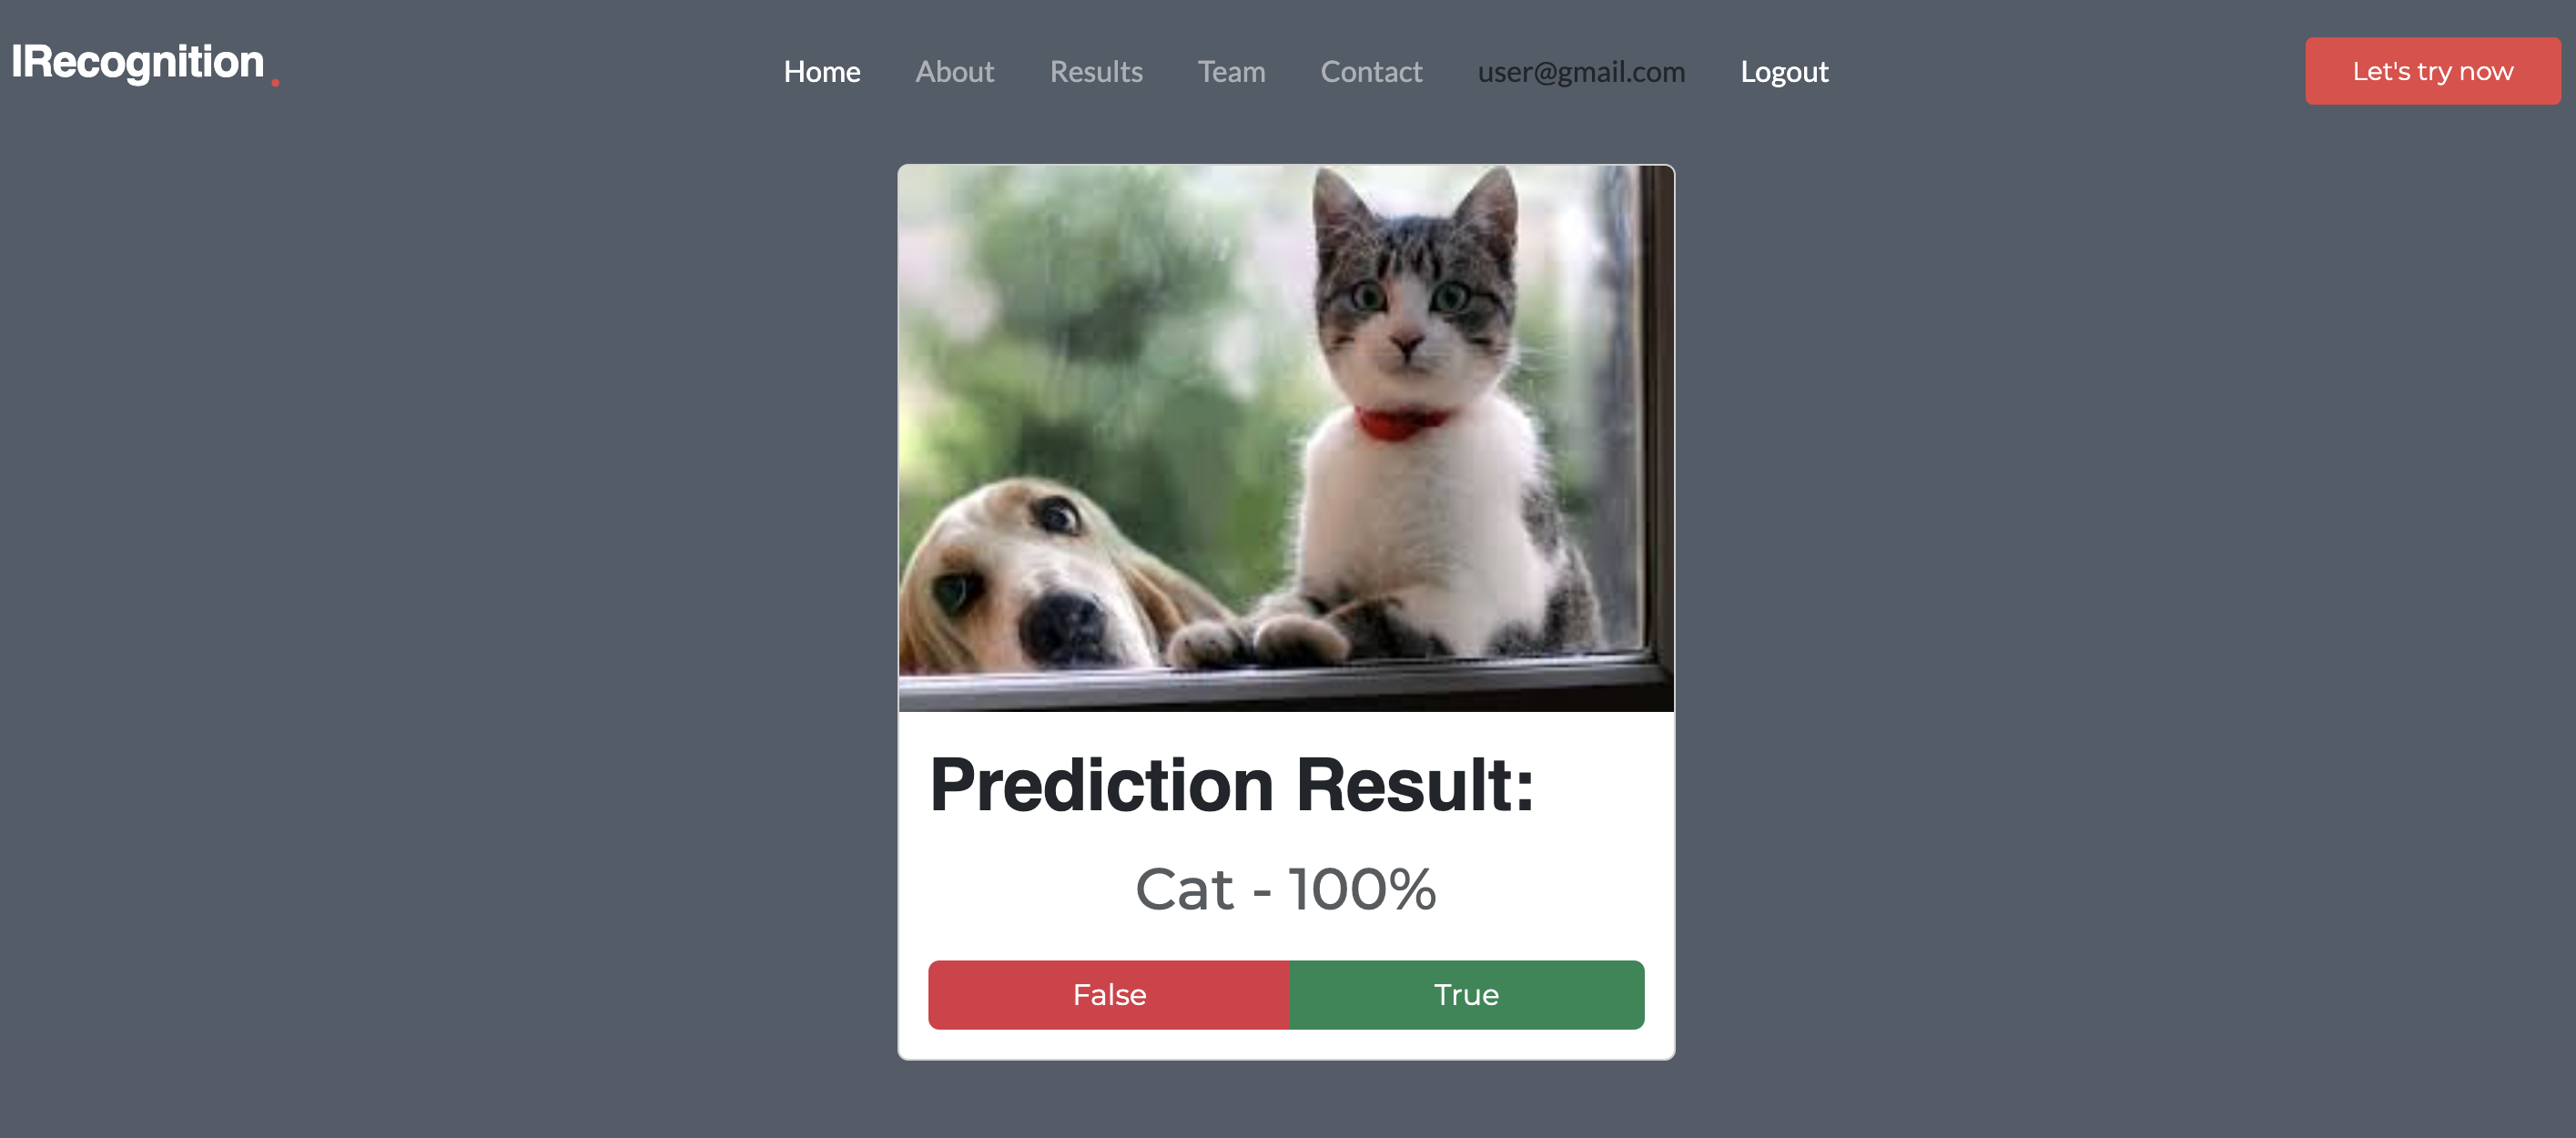 IRecognition.
Home About Results Team Contact user@gmail.com Logout
Let's try now
Prediction Result:
Cat - 100%
False True